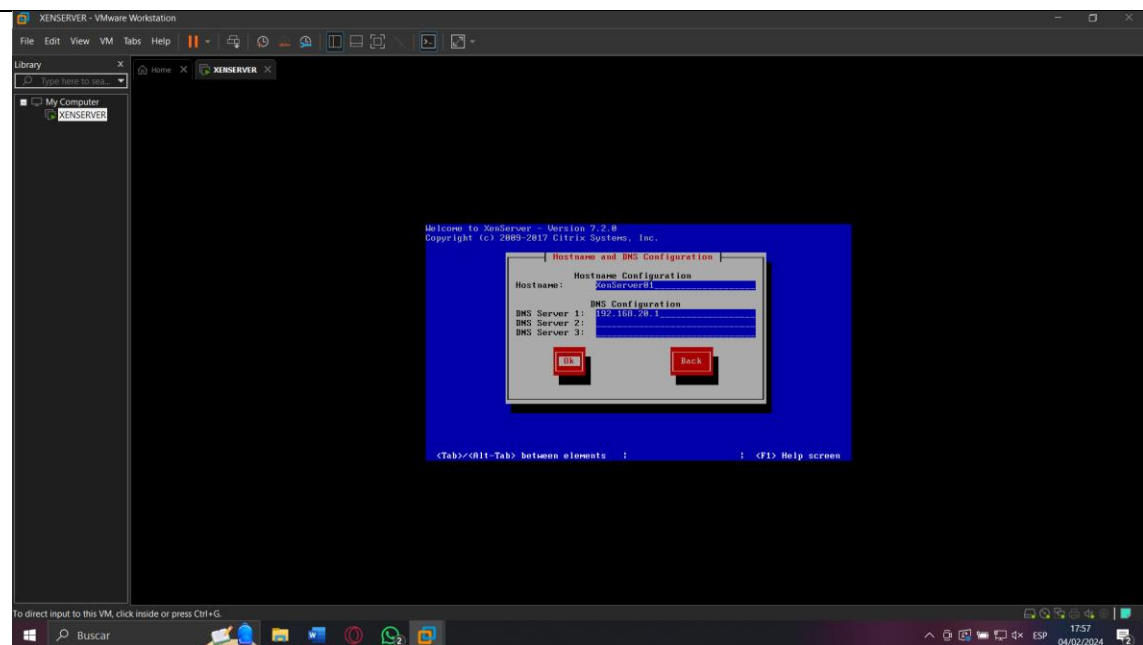 XENSERVER - VMware Workstation
File Edit View VM Tabs Help
Library x
Type here to sea...
Home X XENSERVER X
My Computer
XENSERVER
Welcome to XenServer - Version 7.2.0
Copyright (c) 2009-2017 Citrix Systems, Inc.
Hostname and DNS Configuration
Hostname Configuration
Hostname: XenServer01
DNS Configuration
DNS Server 1: 192.168.20.1
DNS Server 2:
DNS Server 3:
Ok Back
<Tab>/<Alt-Tab> between elements | | <F1> Help screen
To direct input to this VM, click inside or press Ctrl+G.
Buscar
2
ESP
17:57
04/02/2024
2